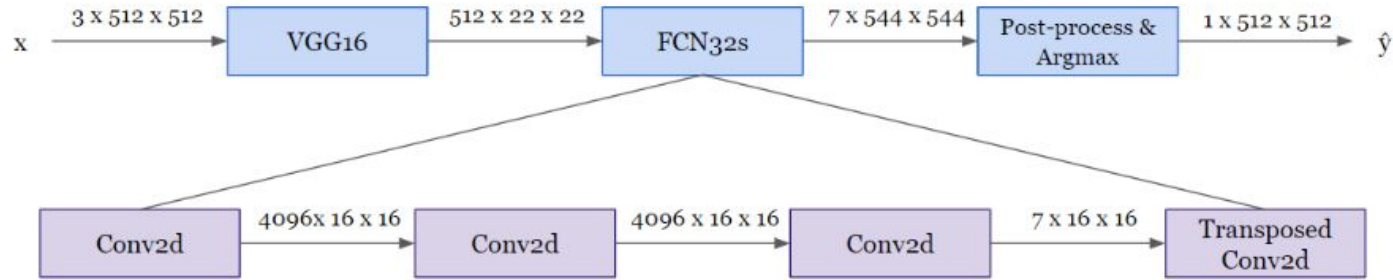 x
3 x 512 x 512
VGG16
512 x 22 x 22
FCN32s
7 x 544 x 544
Post-process &
Argmax
1 x 512 x 512
ŷ
Conv2d
4096x 16 x 16
Conv2d
4096 x 16 x 16
Conv2d
7 x 16 x 16
Transposed
Conv2d